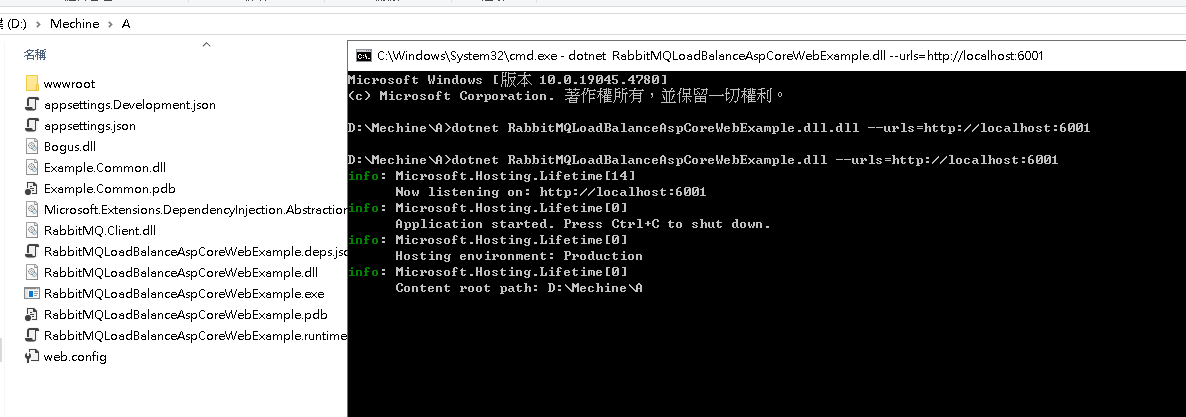 (D:) > Mechine > A
名稱
wwwroot
appsettings.Development.json
appsettings.json
Bogus.dll
Example.Common.dll
Example.Common.pdb
Microsoft.Extensions.DependencyInjection.Abstraction
RabbitMQ.Client.dll
RabbitMQLoadBalanceAspCoreWebExample.deps.jsc
RabbitMQLoadBalanceAspCoreWebExample.dll
RabbitMQLoadBalanceAspCoreWebExample.exe
RabbitMQLoadBalanceAspCoreWebExample.pdb
RabbitMQLoadBalanceAspCoreWebExample.runtime
web.config
C:\Windows\System32\cmd.exe - dotnet RabbitMQLoadBalanceAspCoreWebExample.dll --urls=http://localhost:6001
Microsoft Windows [版本 10.0.19045.4780]
(c) Microsoft Corporation. 著作權所有，並保留一切權利。
D:\Mechine\A>dotnet RabbitMQLoadBalanceAspCoreWebExample.dll.dll --urls=http://localhost:6001
D:\Mechine\A>dotnet RabbitMQLoadBalanceAspCoreWebExample.dll --urls=http://localhost:6001
info: Microsoft.Hosting.Lifetime[14]
Now listening on: http://localhost:6001
info: Microsoft.Hosting.Lifetime[0]
Application started. Press Ctrl+C to shut down.
info: Microsoft.Hosting.Lifetime[0]
Hosting environment: Production
info: Microsoft.Hosting.Lifetime[0]
Content root path: D:\Mechine\A